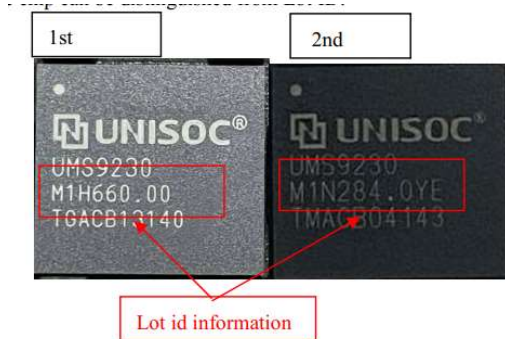 1st
2nd
UNISOC®
UMS9230
M1H660.00
TGACB13140
UNISOC®
UMS9230
M1N284.0YE
TMACB04143
Lot id information